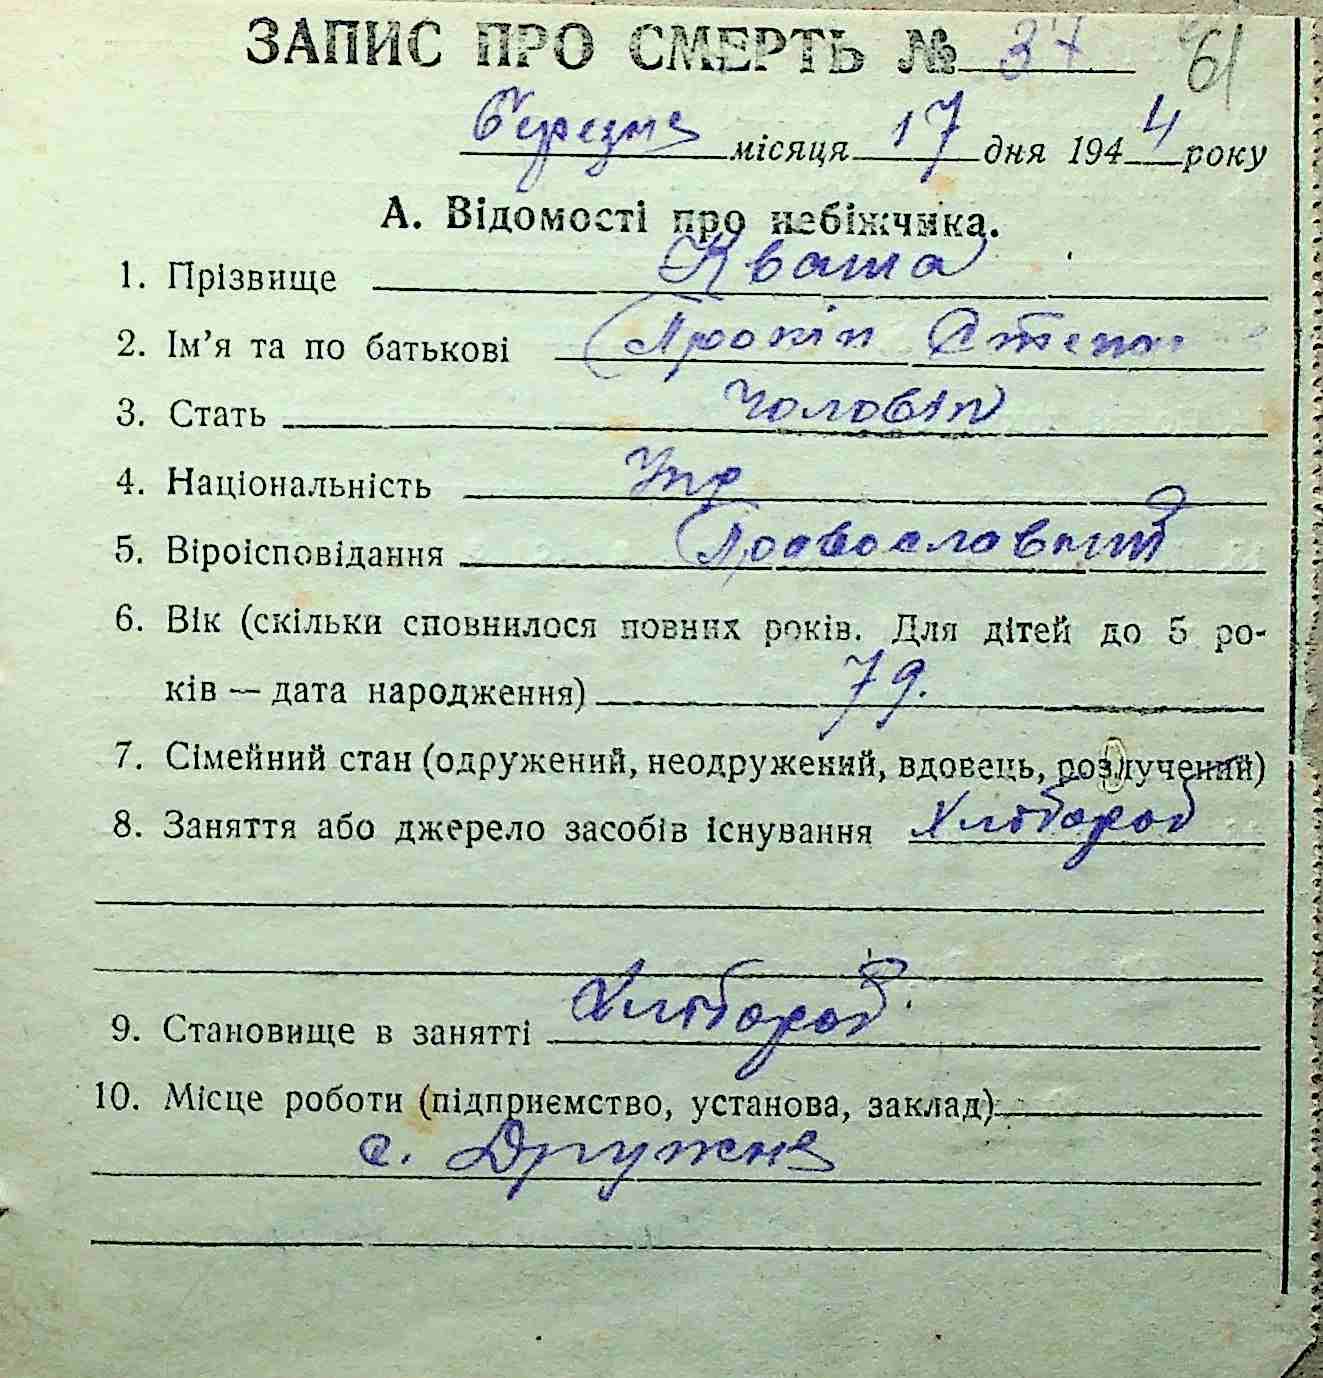 ЗАПИС ПРО СМЕРТЬ № 37 61
Березня місяця 17 дня 1944 року
А. Відомості про небіжчика.
1. Прізвище Кваша
2. Ім’я та по батькові Прокіп Степан
3. Стать чоловік
4. Національність Укр
5. Віроісповідання Православний
6. Вік (скільки сповнилося повних років. Для дітей до 5 ро-
ків — дата народження) 79.
7. Сімейний стан (одружений, неодружений, вдовець, розлучений)
8. Заняття або джерело засобів існування Хлібороб
9. Становище в занятті Хлібороб.
10. Місце роботи (підприємство, установа, заклад)
с. Дружня